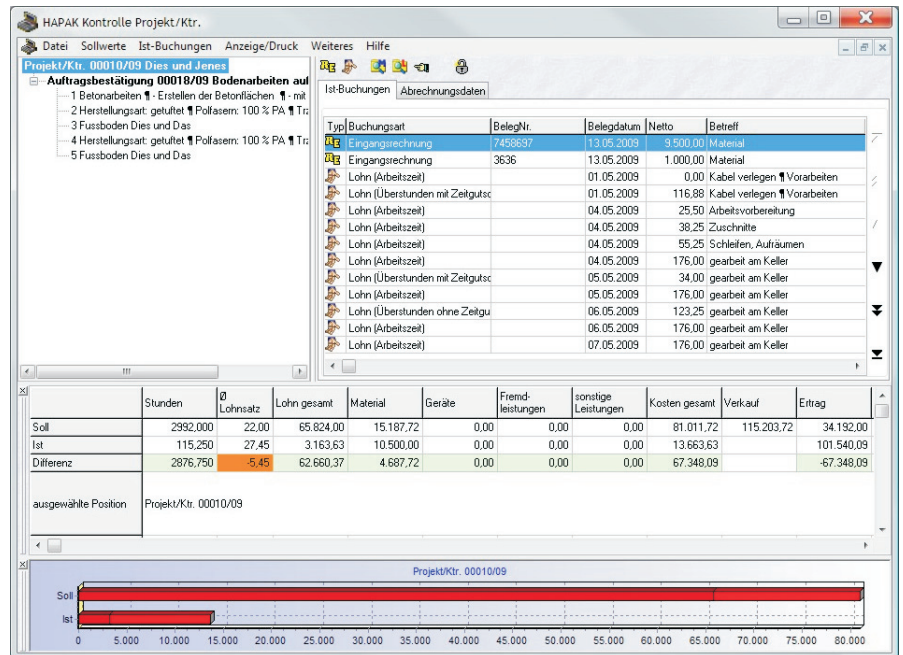 HAPAK Kontrolle Projekt/Ktr.
Datei Sollwerte Ist-Buchungen Anzeige/Druck Weiteres Hilfe
Projekt/Ktr. 00010/09 Dies und Jenes
Auftragsbestätigung 00018/09 Bodenarbeiten auf
1 Betonarbeiten ¶ - Erstellen der Betonflächen ¶ - mit
2 Herstellungsart: getuftet ¶ Polfasern: 100 % PA ¶ Tra
3 Fussboden Dies und Das
4 Herstellungsart: getuftet ¶ Polfasern: 100 % PA ¶ Tra
5 Fussboden Dies und Das
Ist-Buchungen Abrechnungsdaten
Typ Buchungsart BelegNr. Belegdatum Netto Betreff
Eingangsrechnung 7458697 13.05.2009 9.500,00 Material
Eingangsrechnung 3636 13.05.2009 1.000,00 Material
Lohn (Arbeitszeit) 01.05.2009 0,00 Kabel verlegen ¶ Vorarbeiten
Lohn (Überstunden mit Zeitgutsc 01.05.2009 116,88 Kabel verlegen ¶ Vorarbeiten
Lohn (Arbeitszeit) 04.05.2009 25,50 Arbeitsvorbereitung
Lohn (Arbeitszeit) 04.05.2009 38,25 Zuschnitte
Lohn (Arbeitszeit) 04.05.2009 55,25 Schleifen, Aufräumen
Lohn (Arbeitszeit) 04.05.2009 176,00 gearbeit am Keller
Lohn (Überstunden mit Zeitgutsc 05.05.2009 34,00 gearbeit am Keller
Lohn (Arbeitszeit) 05.05.2009 176,00 gearbeit am Keller
Lohn (Überstunden ohne Zeitgu 06.05.2009 123,25 gearbeit am Keller
Lohn (Arbeitszeit) 06.05.2009 176,00 gearbeit am Keller
Lohn (Arbeitszeit) 07.05.2009 176,00 gearbeit am Keller
Stunden Ø Lohnsatz Lohn gesamt Material Geräte Fremd-leistungen sonstige Leistungen Kosten gesamt Verkauf Ertrag
Soll 2992,000 22,00 65.824,00 15.187,72 0,00 0,00 0,00 81.011,72 115.203,72 34.192,00
Ist 115,250 27,45 3.163,63 10.500,00 0,00 0,00 0,00 13.663,63 101.540,09
Differenz 2876,750 -5,45 62.660,37 4.687,72 0,00 0,00 0,00 67.348,09 -67.348,09
ausgewählte Position Projekt/Ktr. 00010/09
Projekt/Ktr. 00010/09
Soll
Ist
0 5.000 10.000 15.000 20.000 25.000 30.000 35.000 40.000 45.000 50.000 55.000 60.000 65.000 70.000 75.000 80.000